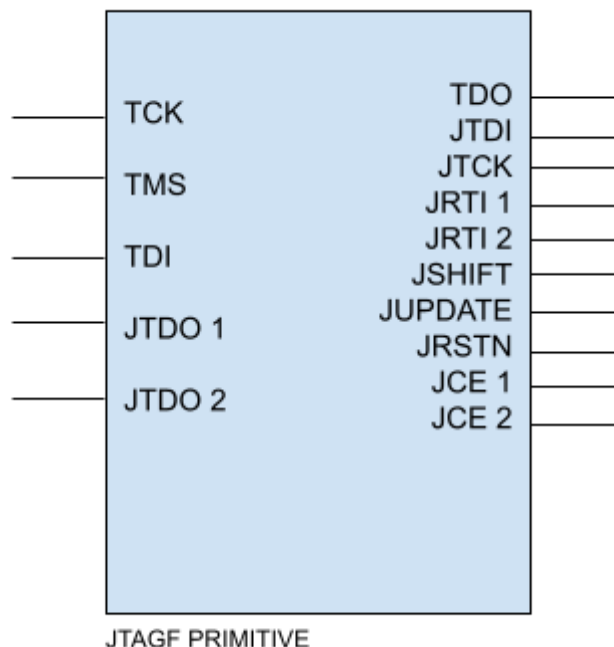 TCK
TMS
TDI
JTDO 1
JTDO 2
TDO
JTDI
JTCK
JRTI 1
JRTI 2
JSHIFT
JUPDATE
JRSTN
JCE 1
JCE 2
JTAGF PRIMITIVE